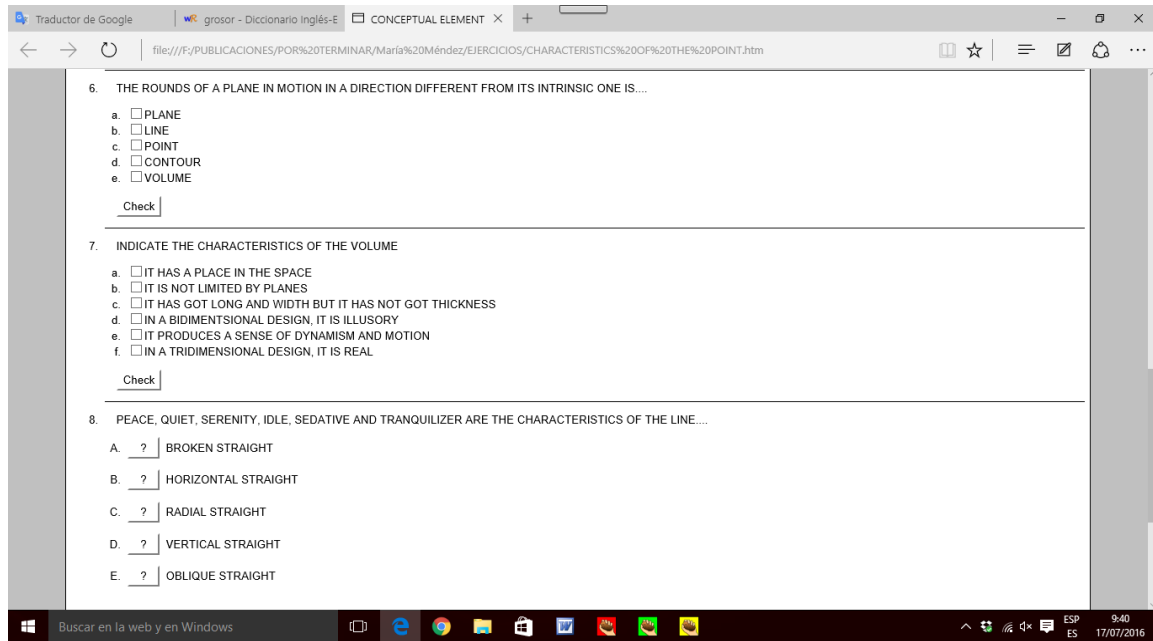 Traductor de Google
grosor - Diccionario Inglés-E
CONCEPTUAL ELEMENT
file:///F:/PUBLICACIONES/POR%20TERMINAR/María%20Méndez/EJERCICIOS/CHARACTERISTICS%20OF%20THE%20POINT.htm
6. THE ROUNDS OF A PLANE IN MOTION IN A DIRECTION DIFFERENT FROM ITS INTRINSIC ONE IS....
a. PLANE
b. LINE
c. POINT
d. CONTOUR
e. VOLUME
Check
7. INDICATE THE CHARACTERISTICS OF THE VOLUME
a. IT HAS A PLACE IN THE SPACE
b. IT IS NOT LIMITED BY PLANES
c. IT HAS GOT LONG AND WIDTH BUT IT HAS NOT GOT THICKNESS
d. IN A BIDIMENTSIONAL DESIGN, IT IS ILLUSORY
e. IT PRODUCES A SENSE OF DYNAMISM AND MOTION
f. IN A TRIDIMENSIONAL DESIGN, IT IS REAL
Check
8. PEACE, QUIET, SERENITY, IDLE, SEDATIVE AND TRANQUILIZER ARE THE CHARACTERISTICS OF THE LINE....
A. ? BROKEN STRAIGHT
B. ? HORIZONTAL STRAIGHT
C. ? RADIAL STRAIGHT
D. ? VERTICAL STRAIGHT
E. ? OBLIQUE STRAIGHT
Buscar en la web y en Windows
ESP
ES
9:40
17/07/2016